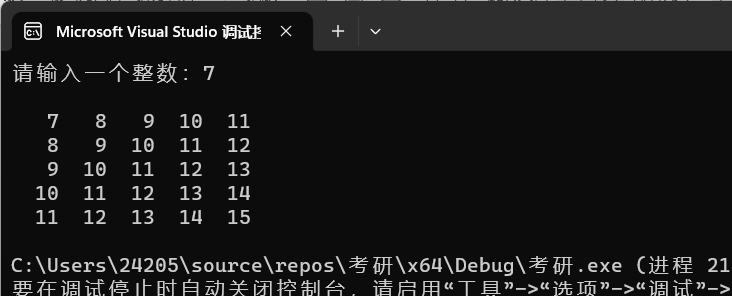 Microsoft Visual Studio 调试
请输入一个整数：7
7 8 9 10 11
8 9 10 11 12
9 10 11 12 13
10 11 12 13 14
11 12 13 14 15
C:\Users\24205\source\repos\考研\x64\Debug\考研.exe (进程 21
要在调试停止时自动关闭控制台，请启用“工具”->“选项”->“调试”->